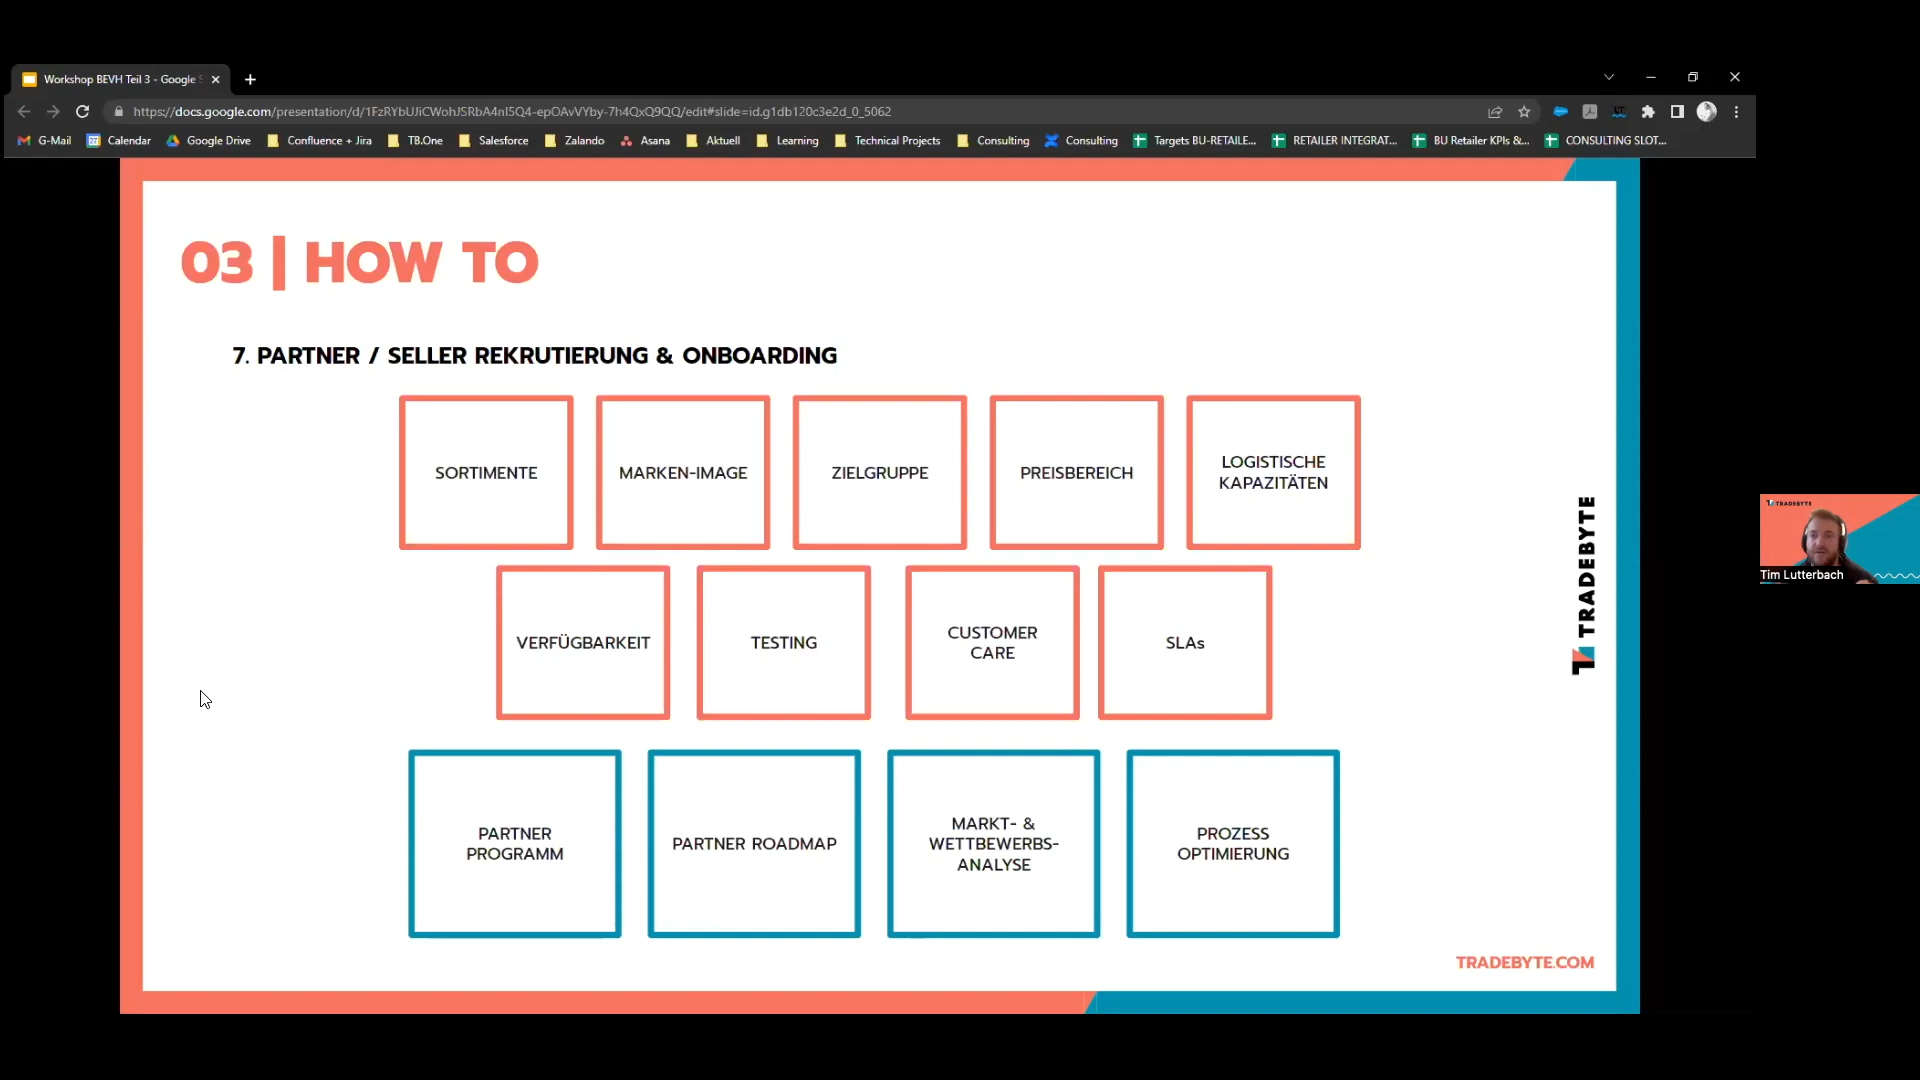 Workshop BEVH Teil 3 - Google S
https://docs.google.com/presentation/d/1FzRYbUJiCWohJSRbA4nI5Q4-epOAvVYby-7h4QxQ9QQ/edit#slide=id.g1db120c3e2d_0_5062
G-Mail Calendar Google Drive Confluence + Jira TB.One Salesforce Zalando Asana Aktuell Learning Technical Projects Consulting Consulting Targets BU-RETAILE... RETAILER INTEGRAT... BU Retailer KPIs &... CONSULTING SLOT...
03 | HOW TO
7. PARTNER / SELLER REKRUTIERUNG & ONBOARDING
SORTIMENTE
MARKEN-IMAGE
ZIELGRUPPE
PREISBEREICH
LOGISTISCHE
KAPAZITÄTEN
VERFÜGBARKEIT
TESTING
CUSTOMER
CARE
SLAs
PARTNER
PROGRAMM
PARTNER ROADMAP
MARKT- &
WETTBEWERBS-
ANALYSE
PROZESS
OPTIMIERUNG
TRADEBYTE
TRADEBYTE.COM
TRADEBYTE
Tim Lutterbach